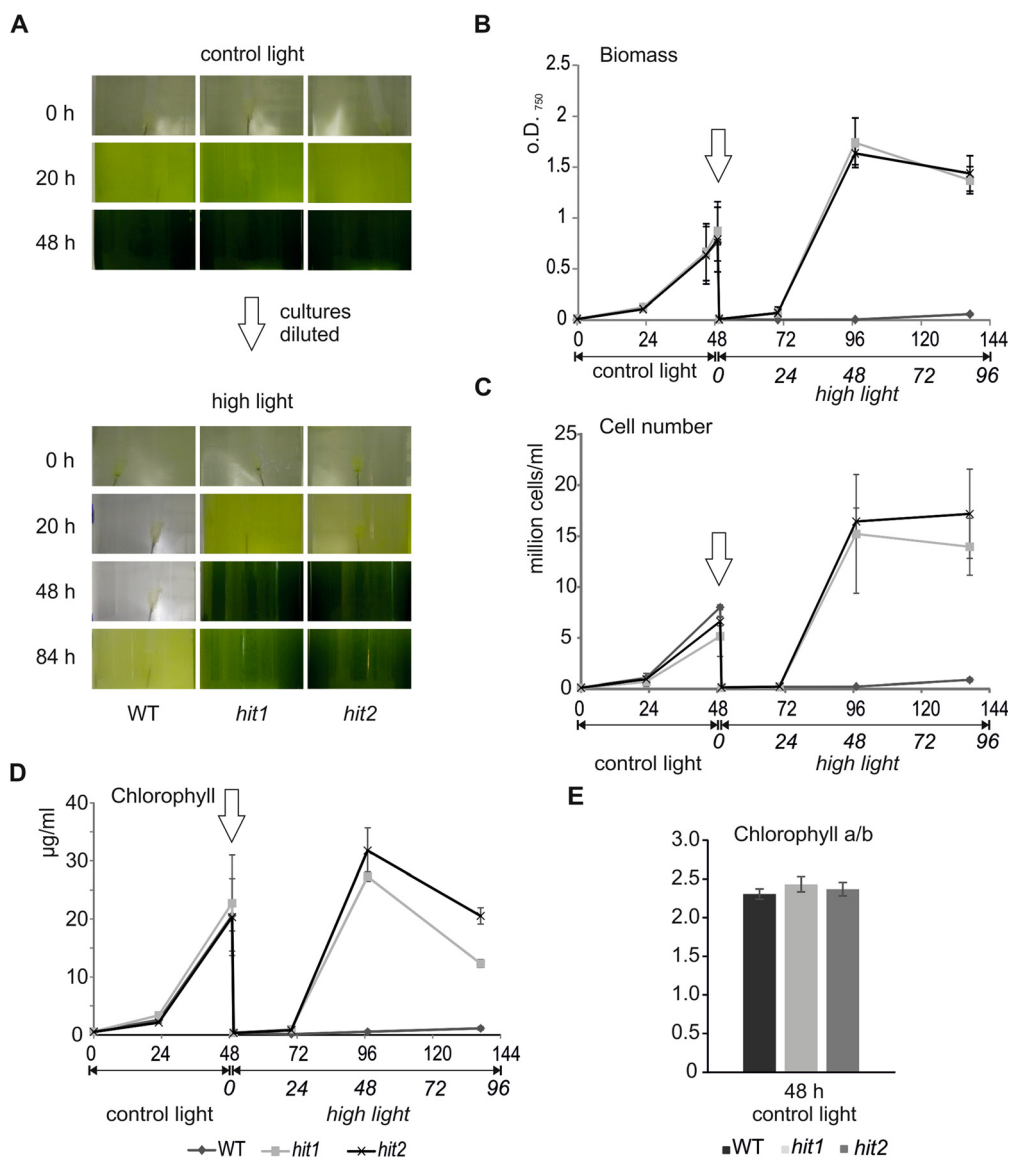 A
control light
0 h
20 h
48 h
cultures
diluted
high light
0 h
20 h
48 h
84 h
WT hit1 hit2
B
Biomass
o.D. 750
2.5
2
1.5
1
0.5
0
0 24 48 72 96 120 144
0 24 48 72 96
control light high light
C
Cell number
million cells/ml
25
20
15
10
5
0
0 24 48 72 96 120 144
0 24 48 72 96
control light high light
D
Chlorophyll
µg/ml
40
30
20
10
0
0 24 48 72 96 120 144
0 24 48 72 96
control light high light
WT hit1 hit2
E
Chlorophyll a/b
3.0
2.5
2.0
1.5
1.0
0.5
0
48 h
control light
WT hit1 hit2